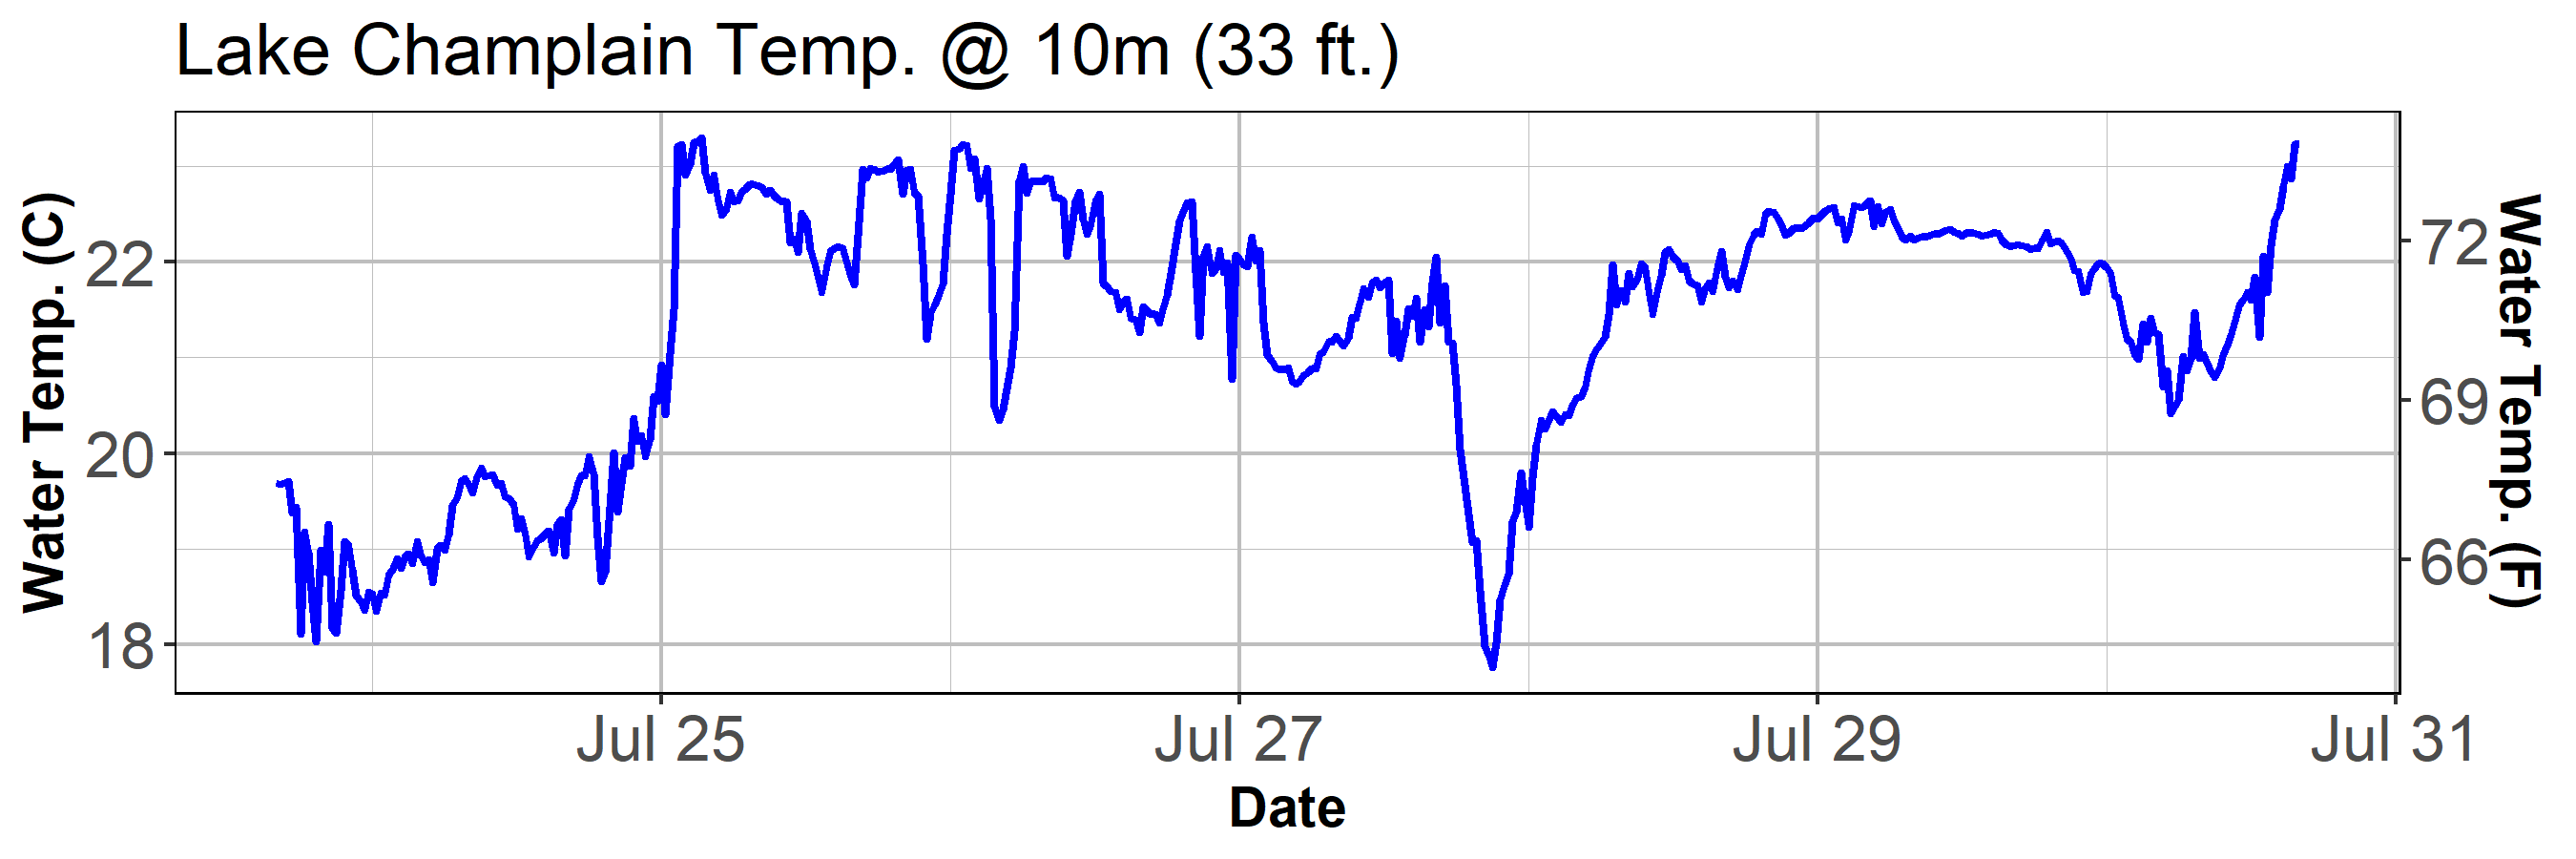 Lake Champlain Temp. @ 10m (33 ft.)
Water Temp. (C)
22
20
18
72
69
66
Water Temp. (F)
Jul 25
Jul 27
Jul 29
Jul 31
Date